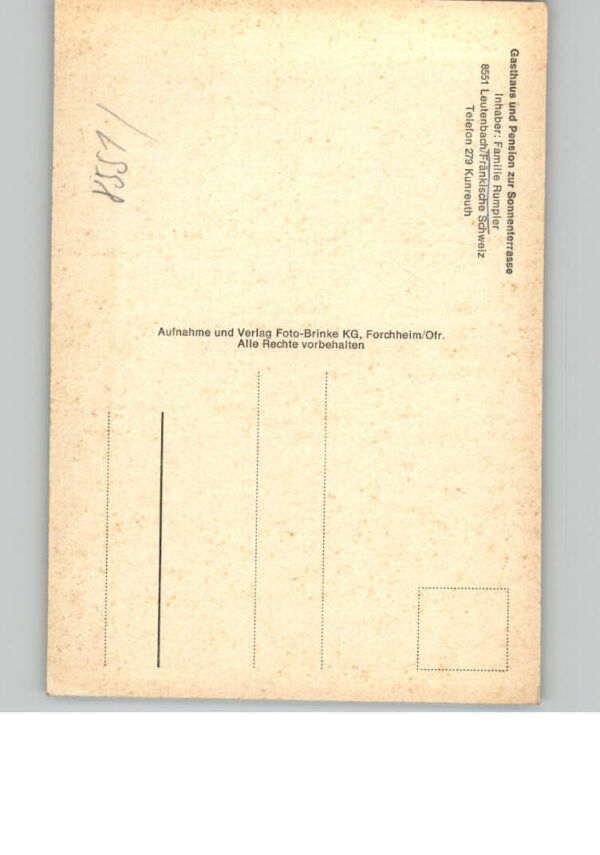 Gasthaus und Pension zur Sonnenterrasse
Inhaber: Familie Rumpler
8551 Leutenbach/Fränkische Schweiz
Telefon 279 Kunreuth
Aufnahme und Verlag Foto-Brinke KG, Forchheim/Ofr.
Alle Rechte vorbehalten